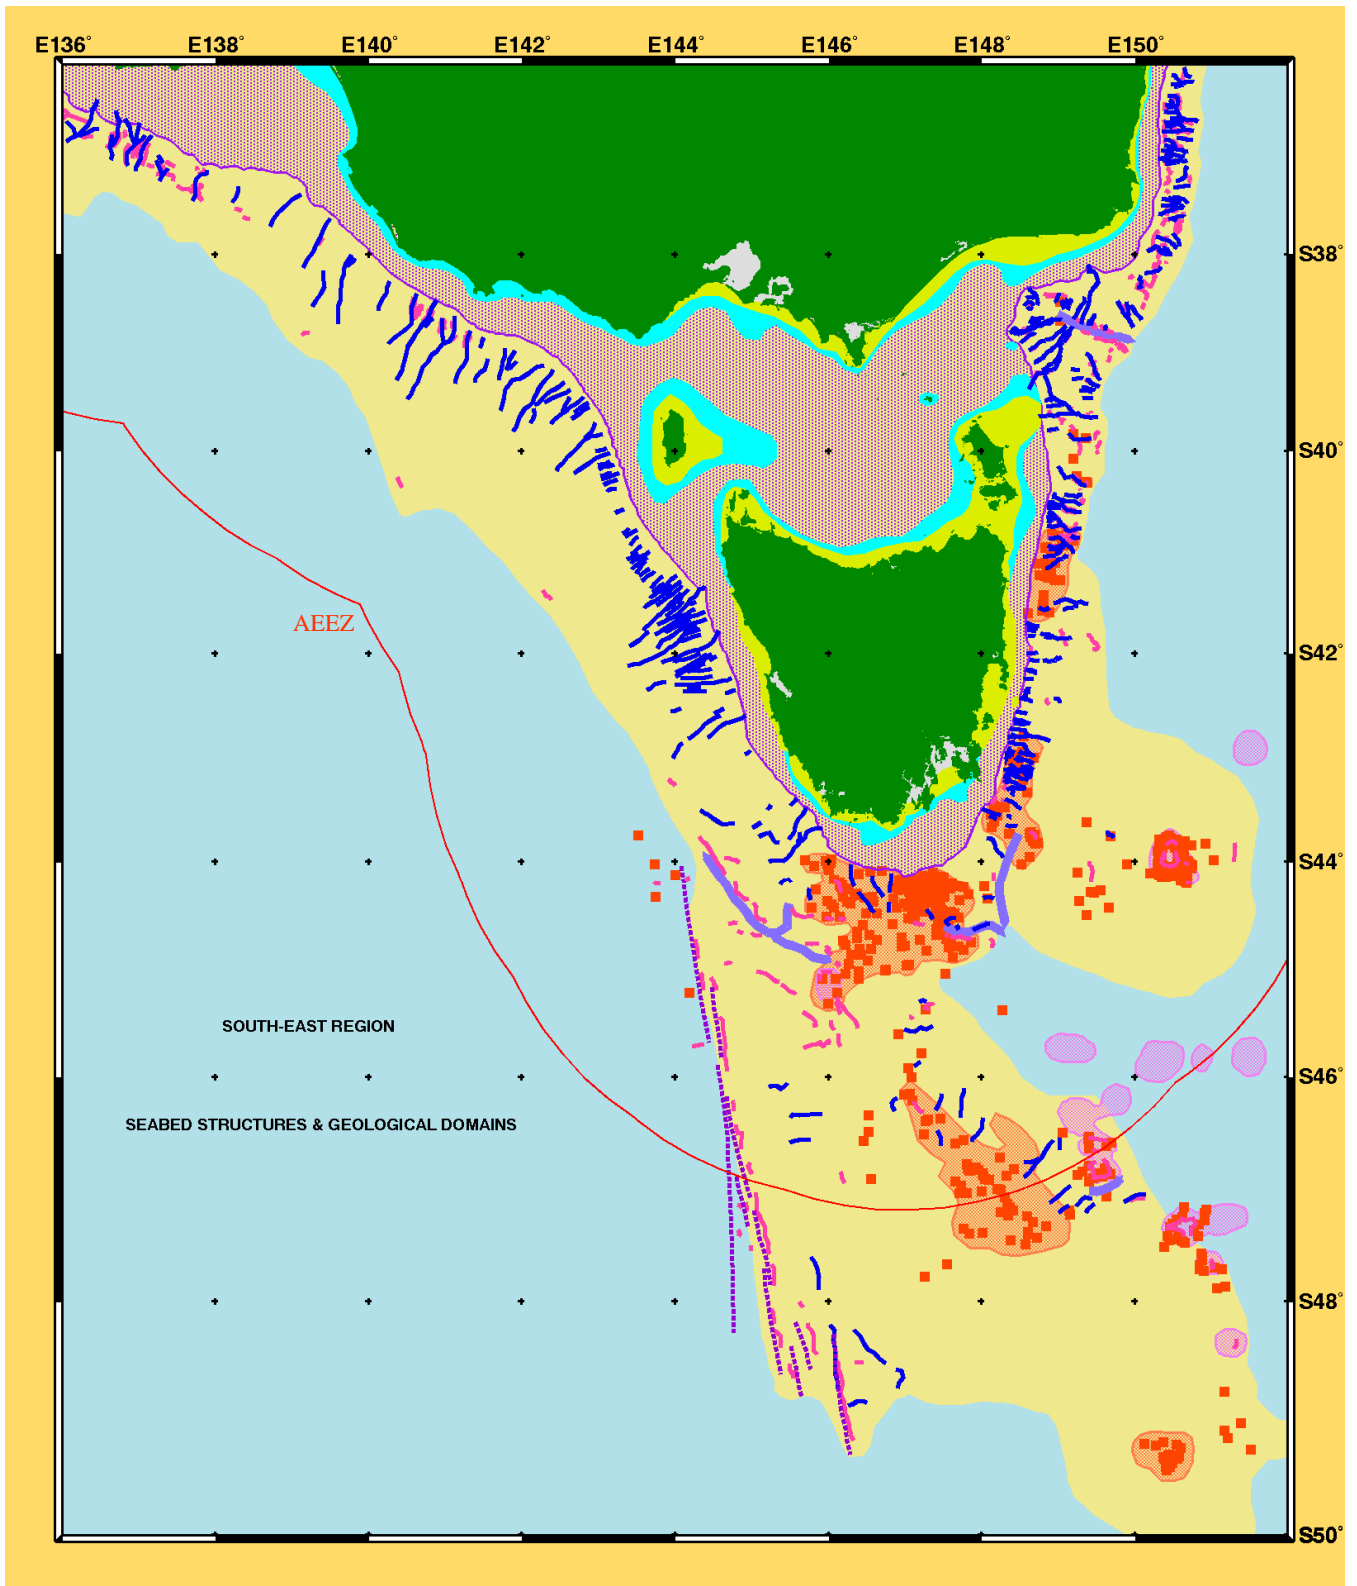 E136° E138° E140° E142° E144° E146° E148° E150°
S38°
S40°
AEEZ
S42°
S44°
SOUTH-EAST REGION
S46°
SEABED STRUCTURES & GEOLOGICAL DOMAINS
S48°
S50°